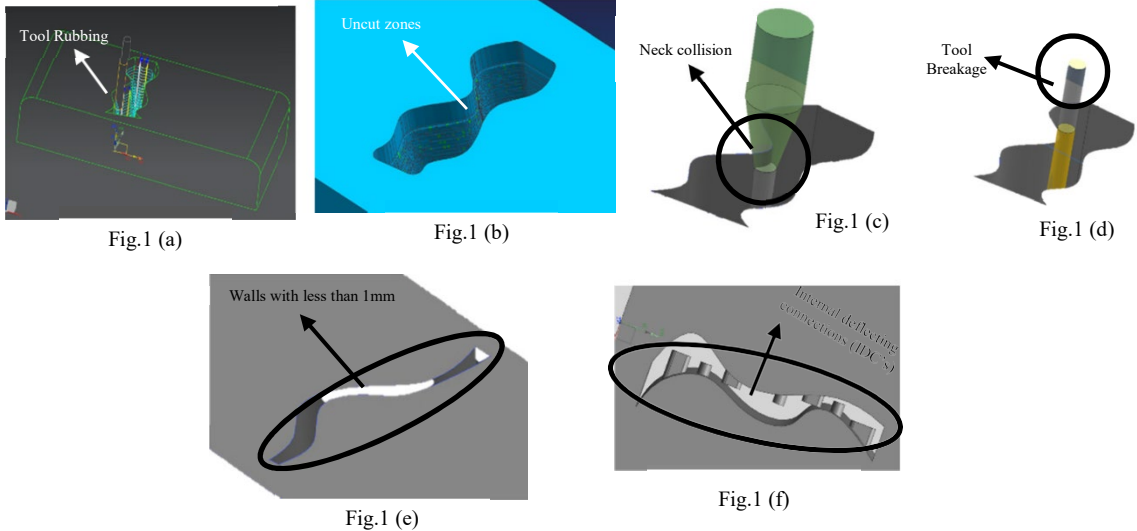 Tool Rubbing
Fig.1 (a)
Uncut zones
Fig.1 (b)
Neck collision
Fig.1 (c)
Tool
Breakage
Fig.1 (d)
Walls with less than 1mm
Fig.1 (e)
Internal deflecting
connections (IDC'S)
Fig.1 (f)